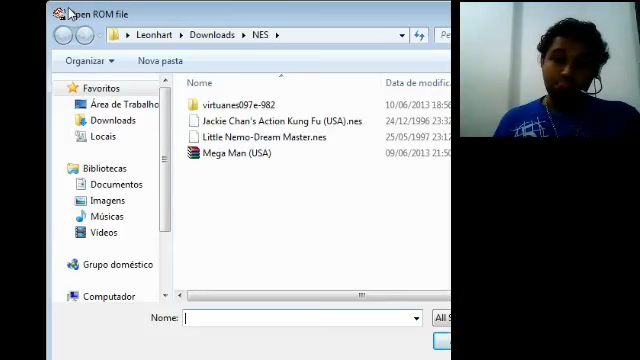 pen ROM file
Leonhart Downloads NES
Organizar Nova pasta
Favoritos
Área de Trabalho
Downloads
Locais
Bibliotecas
Documentos
Imagens
Músicas
Vídeos
Grupo doméstico
Computador
Nome Data de modific
virtuanes097e-982 10/06/2013 18:5
Jackie Chan's Action Kung Fu (USA).nes 24/12/1996 23:3
Little Nemo-Dream Master.nes 25/05/1997 23:1
Mega Man (USA) 09/06/2013 21:5
Nome:
All